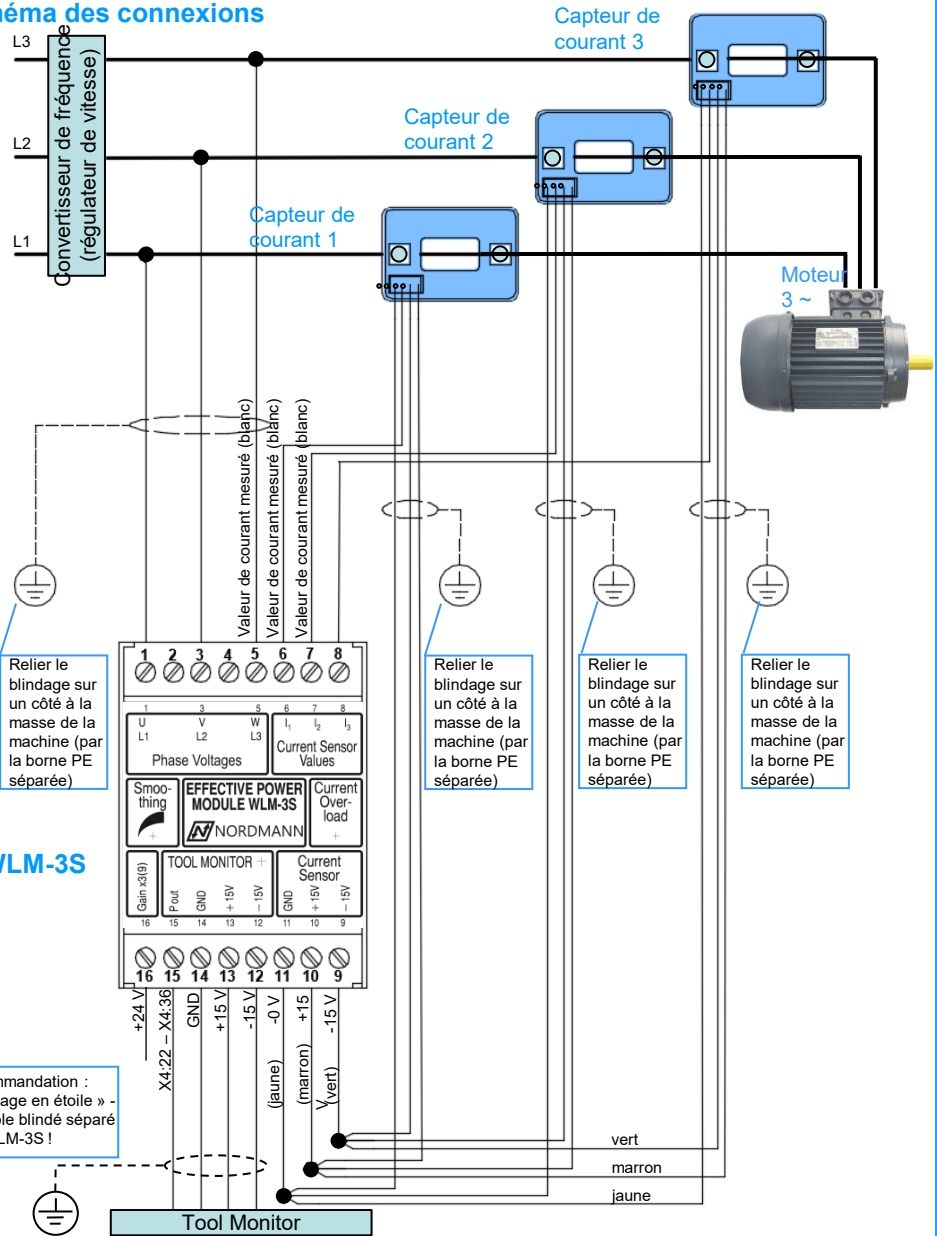 néma des connexions
Capteur de
courant 3
L3
Convertisseur de fréquence
(régulateur de vitesse)
Capteur de
courant 2
L2
Capteur de
courant 1
L1
Moteur
3 ~
Valeur de courant mesuré (blanc)
Valeur de courant mesuré (blanc)
Valeur de courant mesuré (blanc)
Relier le
blindage sur
un côté à la
masse de la
machine (par
la borne PE
séparée)
Relier le
blindage sur
un côté à la
masse de la
machine (par
la borne PE
séparée)
Relier le
blindage sur
un côté à la
masse de la
machine (par
la borne PE
séparée)
Relier le
blindage sur
un côté à la
masse de la
machine (par
la borne PE
séparée)
1 2 3 4 5 6 7 8
1 3 5 6 7 8
U V W I1 I2 I3
L1 L2 L3
Phase Voltages
Current Sensor
Values
Smoo-
thing
EFFECTIVE POWER
MODULE WLM-3S
NORDMANN
Current
Over-
load
+
+
WLM-3S
Gain x3(9)
TOOL MONITOR +
P out
GND
+ 15V
– 15V
Current
Sensor
GND
+ 15V
– 15V
16 15 14 13 12 11 10 9
16 15 14 13 12 11 10 9
+24 V
X4:22 – X4:36
GND
+15 V
-15 V
-0 V
(jaune)
+15
V
(marron)
-15 V
(vert)
mmandation :
age en étoile » -
ble blindé séparé
LM-3S !
vert
marron
jaune
Tool Monitor